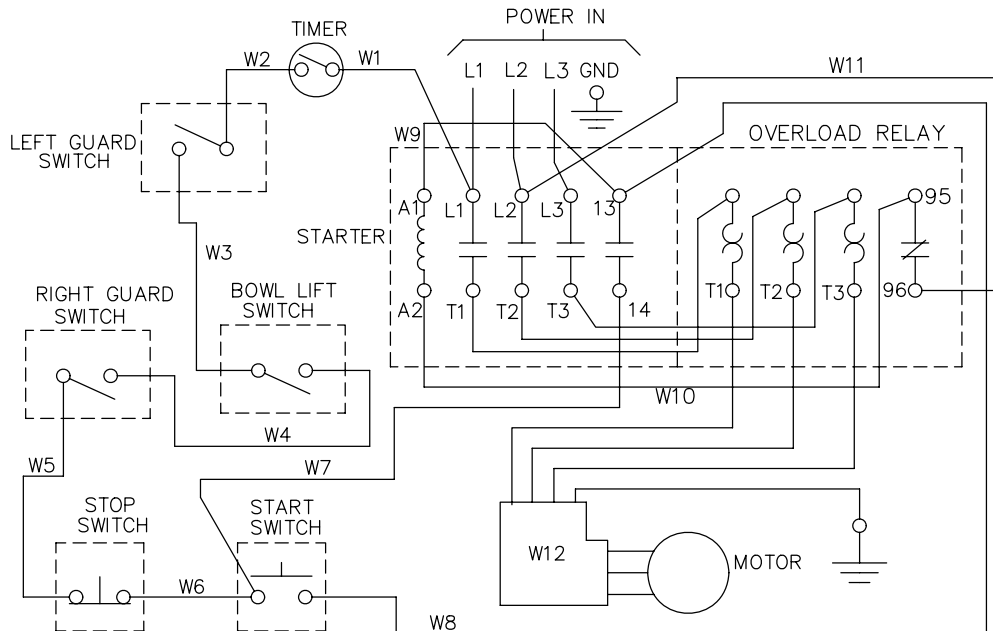 POWER IN
TIMER
W2
W1
L1
L2
L3
GND
W11
LEFT GUARD
SWITCH
W9
OVERLOAD RELAY
A1
L1
L2
L3
13
95
STARTER
W3
RIGHT GUARD
SWITCH
BOWL LIFT
SWITCH
A2
T1
T2
T3
14
T1
T2
T3
96
W10
W4
W5
W7
STOP
SWITCH
START
SWITCH
W12
MOTOR
W6
W8